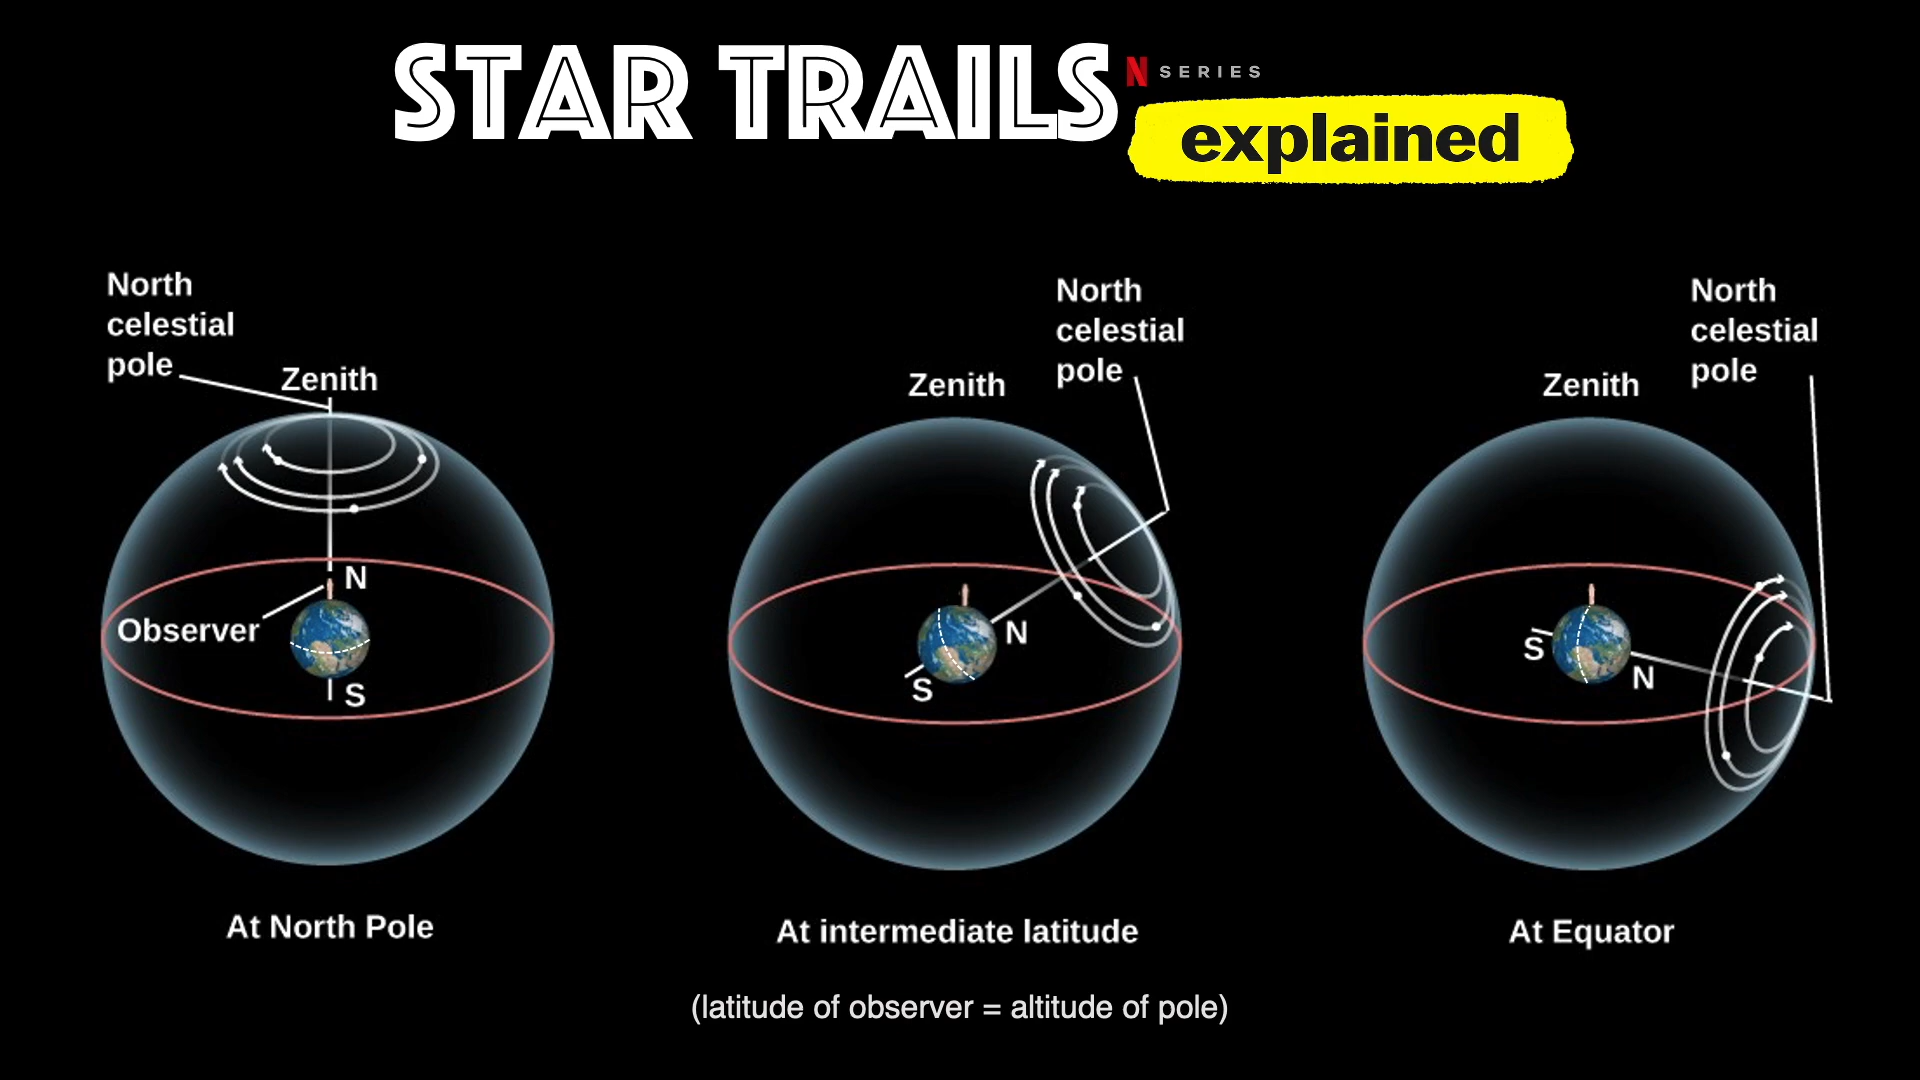 STAR TRAILS
N SERIES
explained
North
celestial
pole
Zenith
N
Observer
S
At North Pole
Zenith
North
celestial
pole
N
S
At intermediate latitude
Zenith
North
celestial
pole
S
N
At Equator
(latitude of observer = altitude of pole)